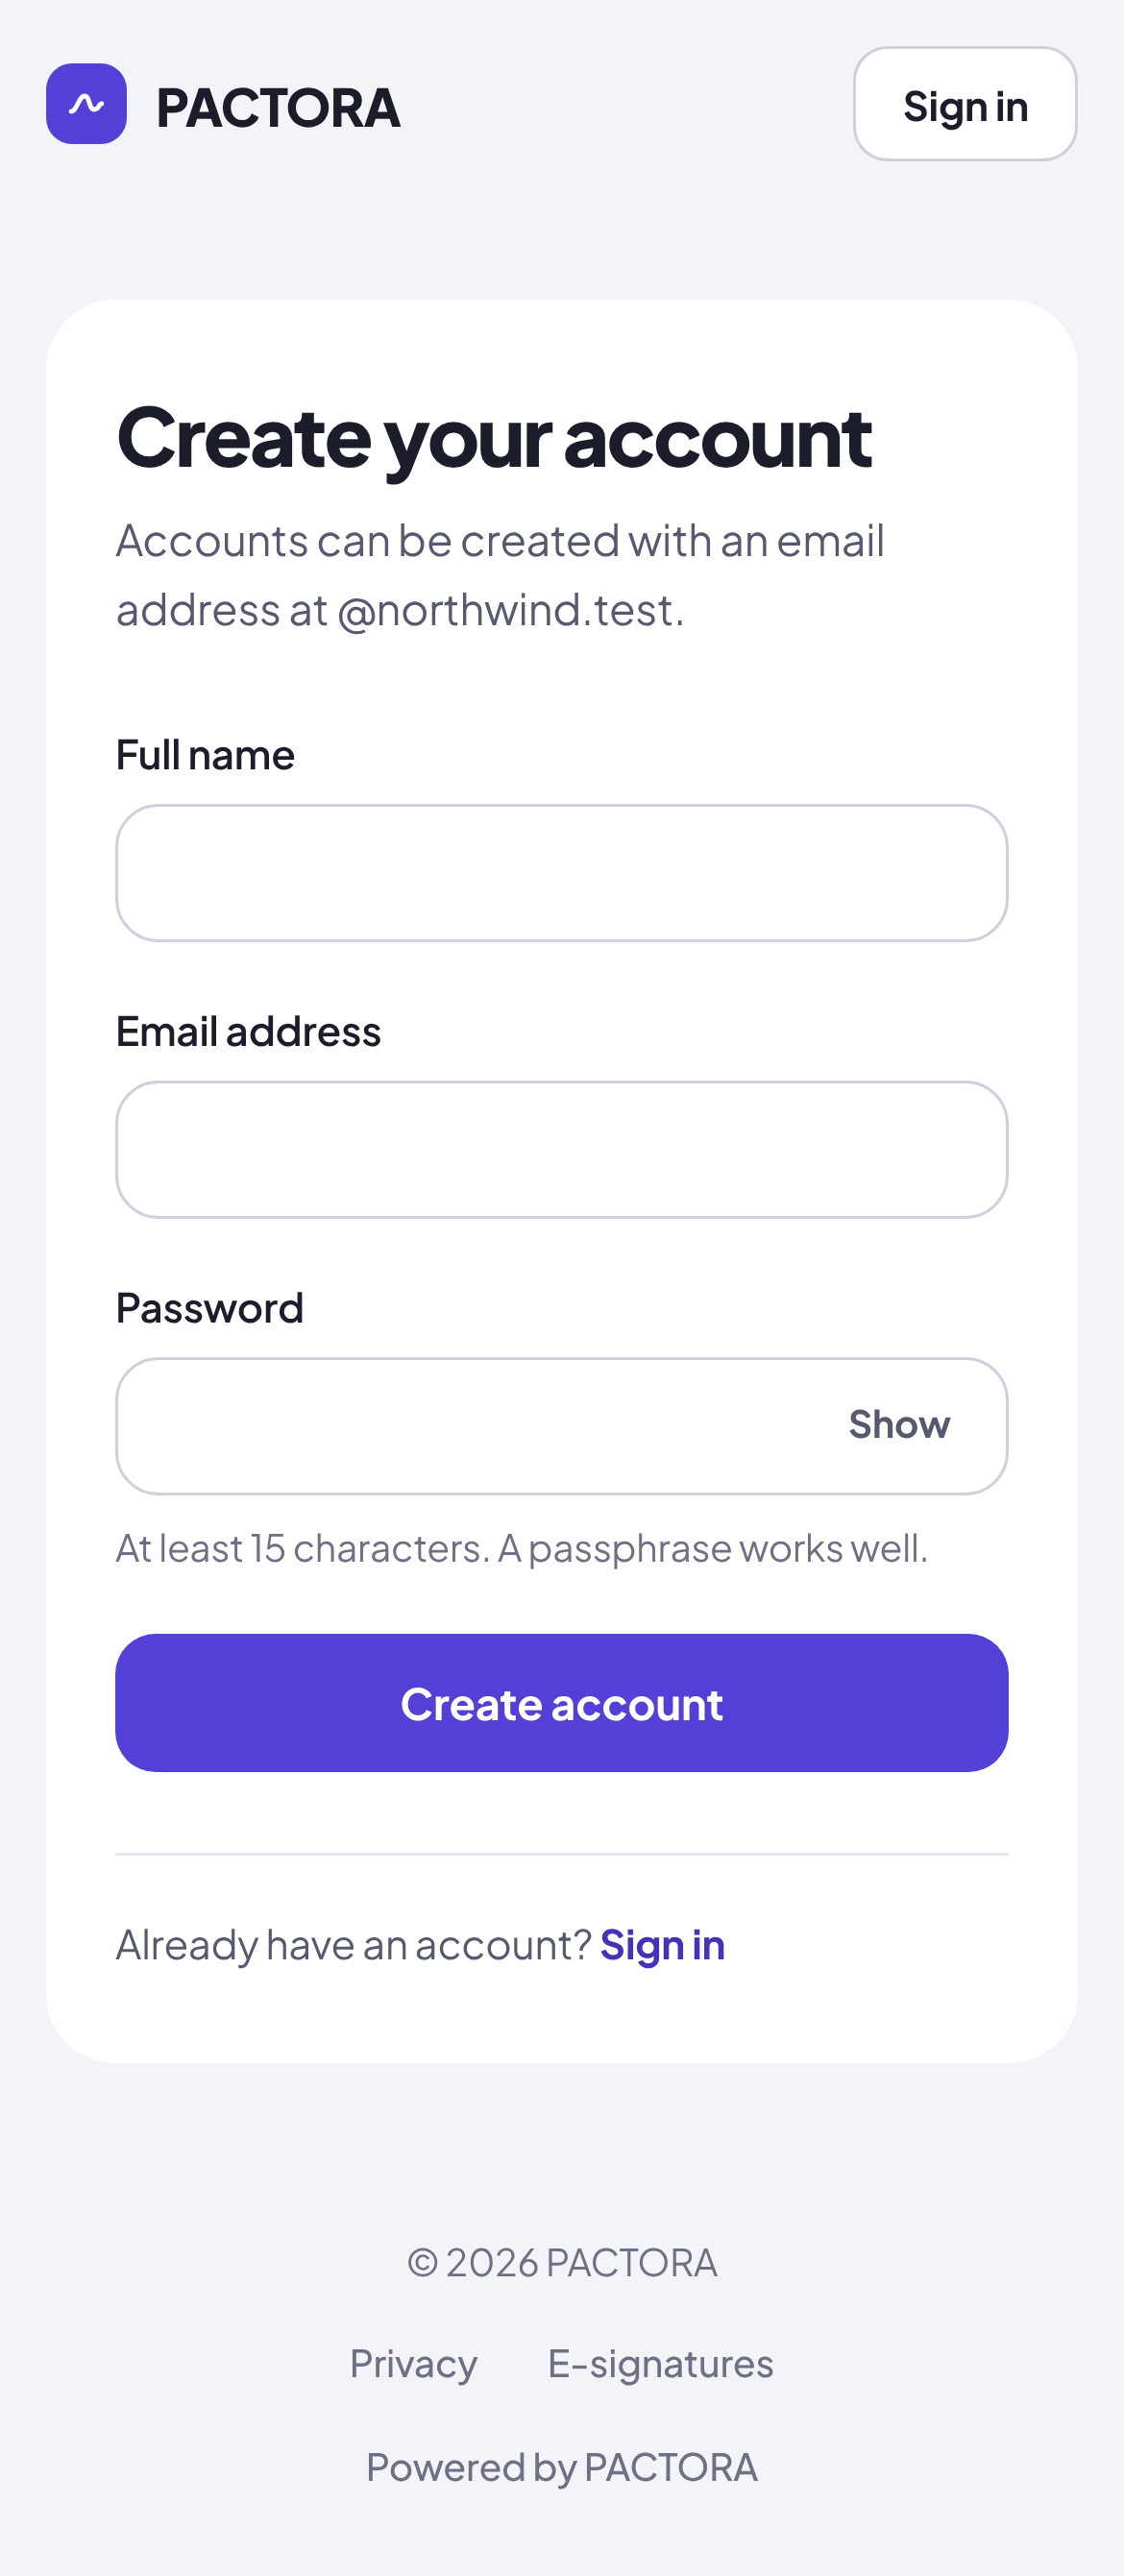 PACTORA
Sign in
Create your account
Accounts can be created with an email
address at @northwind.test.
Full name
Email address
Password
Show
At least 15 characters. A passphrase works well.
Create account
Already have an account? Sign in
© 2026 PACTORA
Privacy E-signatures
Powered by PACTORA